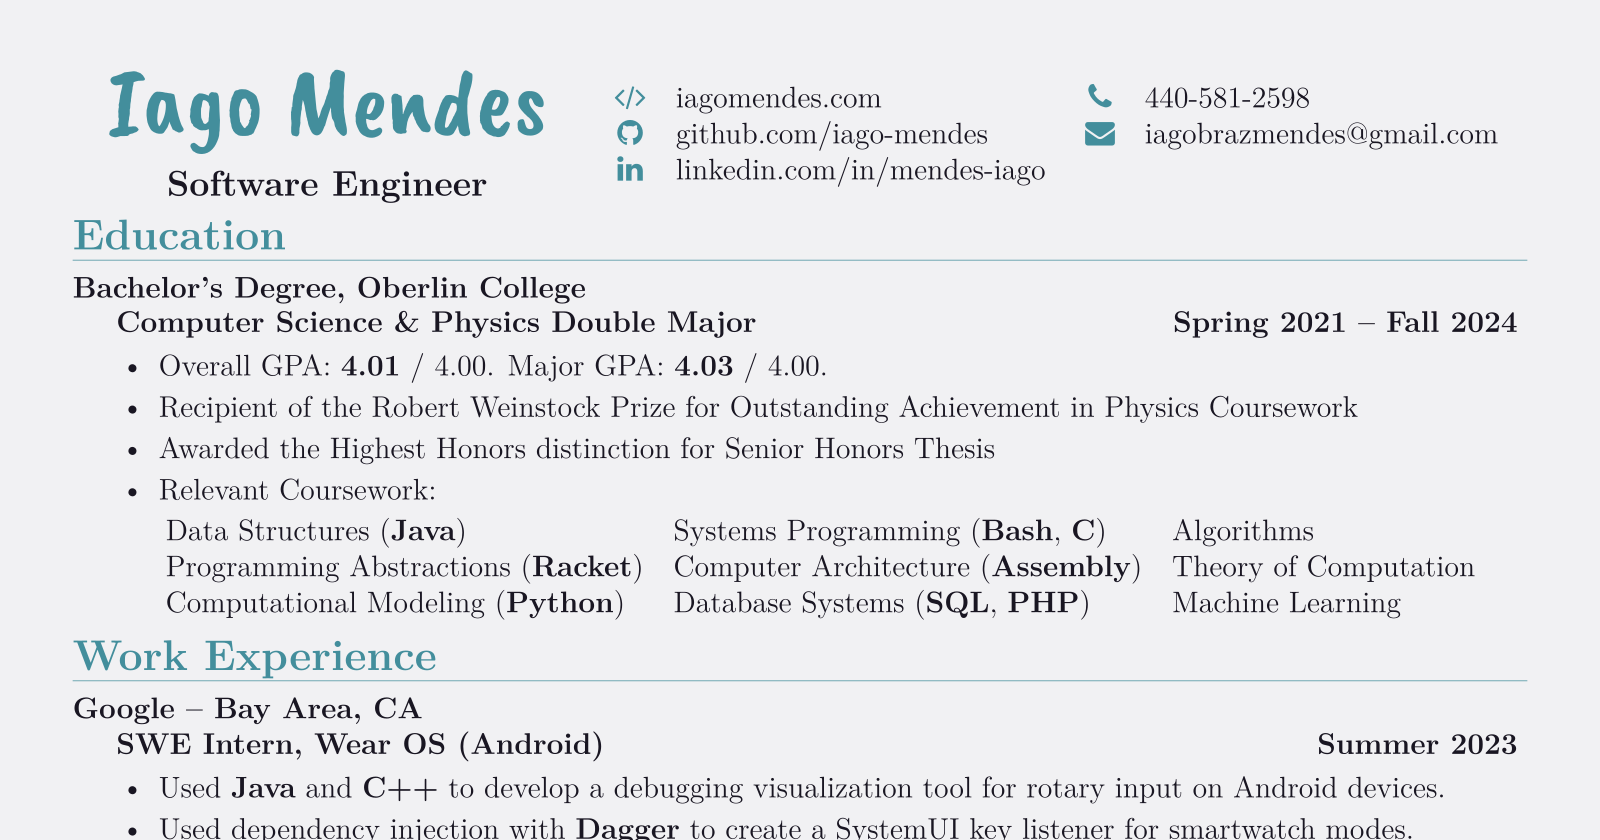 Iago Mendes
Software Engineer
iagomendes.com
github.com/iago-mendes
linkedin.com/in/mendes-iago
440-581-2598
iagobrazmendes@gmail.com
Education
Bachelor's Degree, Oberlin College
Computer Science & Physics Double Major Spring 2021 – Fall 2024
• Overall GPA: 4.01 / 4.00. Major GPA: 4.03 / 4.00.
• Recipient of the Robert Weinstock Prize for Outstanding Achievement in Physics Coursework
• Awarded the Highest Honors distinction for Senior Honors Thesis
• Relevant Coursework:
Data Structures (Java) Systems Programming (Bash, C) Algorithms
Programming Abstractions (Racket) Computer Architecture (Assembly) Theory of Computation
Computational Modeling (Python) Database Systems (SQL, PHP) Machine Learning
Work Experience
Google – Bay Area, CA
SWE Intern, Wear OS (Android) Summer 2023
• Used Java and C++ to develop a debugging visualization tool for rotary input on Android devices.
• Used dependency injection with Dagger to create a SystemUI key listener for smartwatch modes.